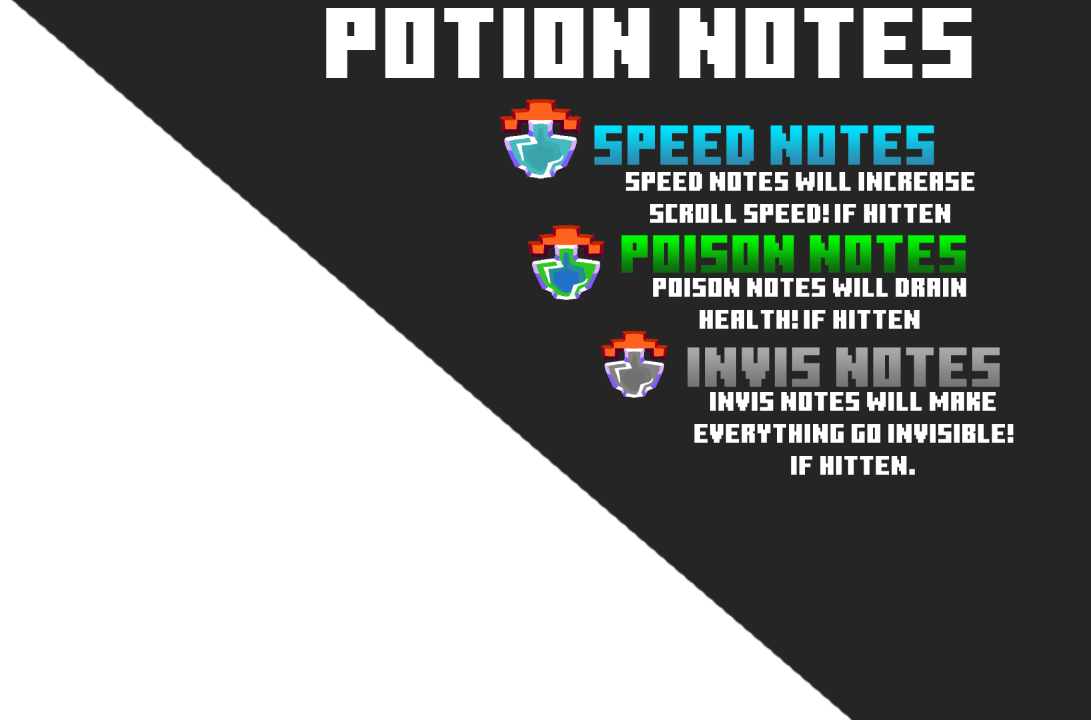 POTION NOTES
SPEED NOTES
SPEED NOTES WILL INCREASE
SCROLL SPEED! IF HITTEN
POISON NOTES
POISON NOTES WILL DRAIN
HEALTH! IF HITTEN
INVIS NOTES
INVIS NOTES WILL MAKE
EVERYTHING GO INVISIBLE!
IF HITTEN.